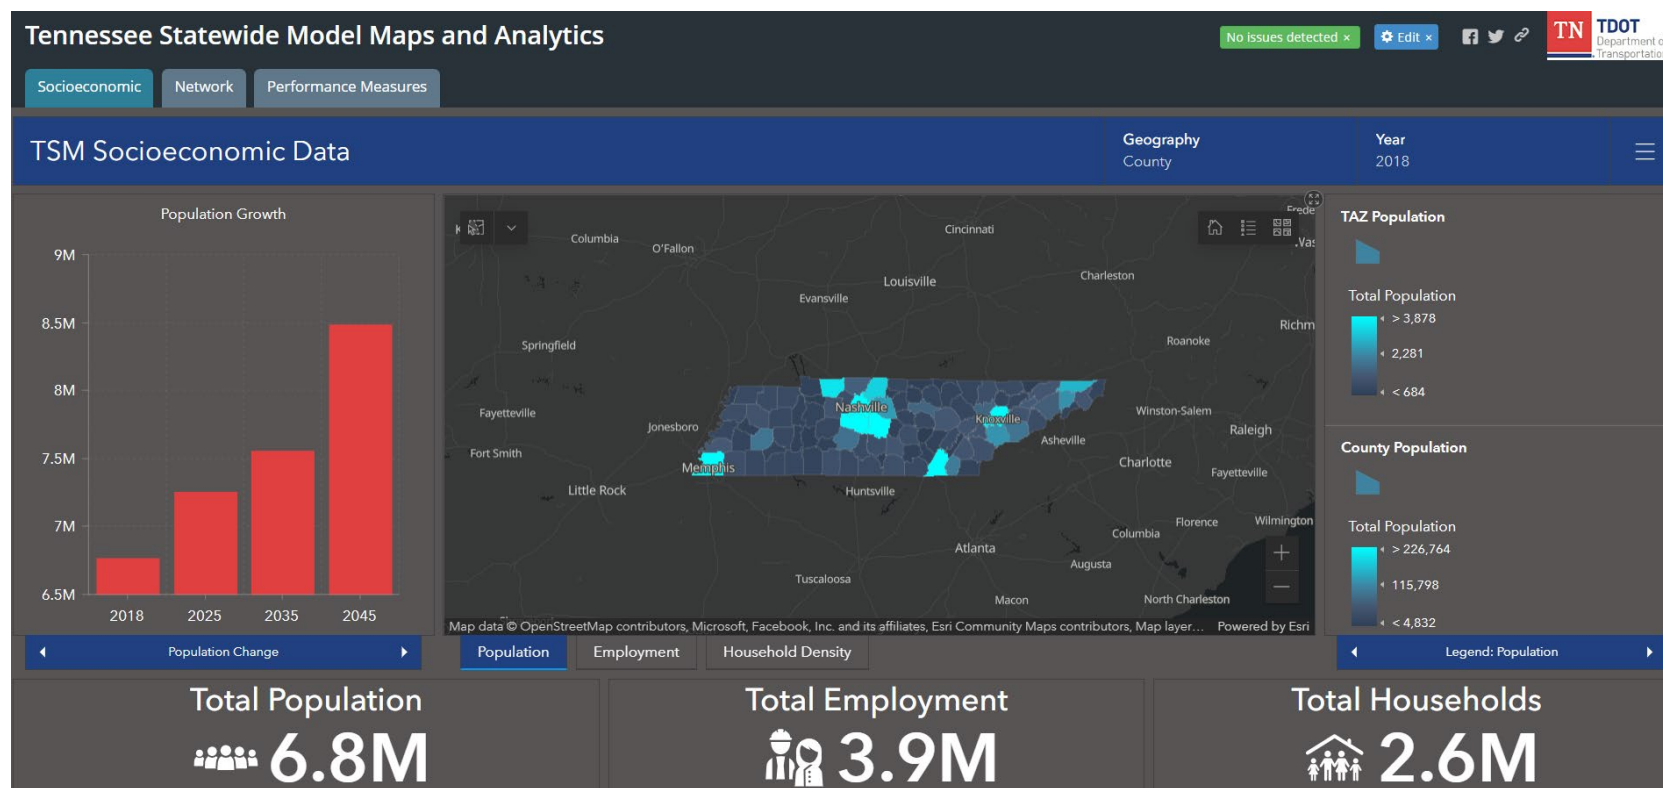 Tennessee Statewide Model Maps and Analytics
No issues detected ×
Edit ×
TN
TDOT
Department o
Transportatio
Socioeconomic
Network
Performance Measures
TSM Socioeconomic Data
Geography
County
Year
2018
Population Growth
9M
8.5M
8M
7.5M
7M
6.5M
2018
2025
2035
2045
Population Change
Columbia
O'Fallon
Cincinnati
Frede
.Vas
Louisville
Charleston
Evansville
Richm
Springfield
Roanoke
Nashville
Fayetteville
Winston-Salem
Knoxville
Jonesboro
Raleigh
Asheville
Fort Smith
Memphis
Charlotte
Fayetteville
Little Rock
Huntsville
Florence
Wilmington
Columbia
Atlanta
Augusta
Tuscaloosa
Macon
North Charleston
Map data © OpenStreetMap contributors, Microsoft, Facebook, Inc. and its affiliates, Esri Community Maps contributors, Map layer…
Powered by Esri
Population
Employment
Household Density
TAZ Population
Total Population
> 3,878
2,281
< 684
County Population
Total Population
> 226,764
115,798
< 4,832
Legend: Population
Total Population
6.8M
Total Employment
3.9M
Total Households
2.6M